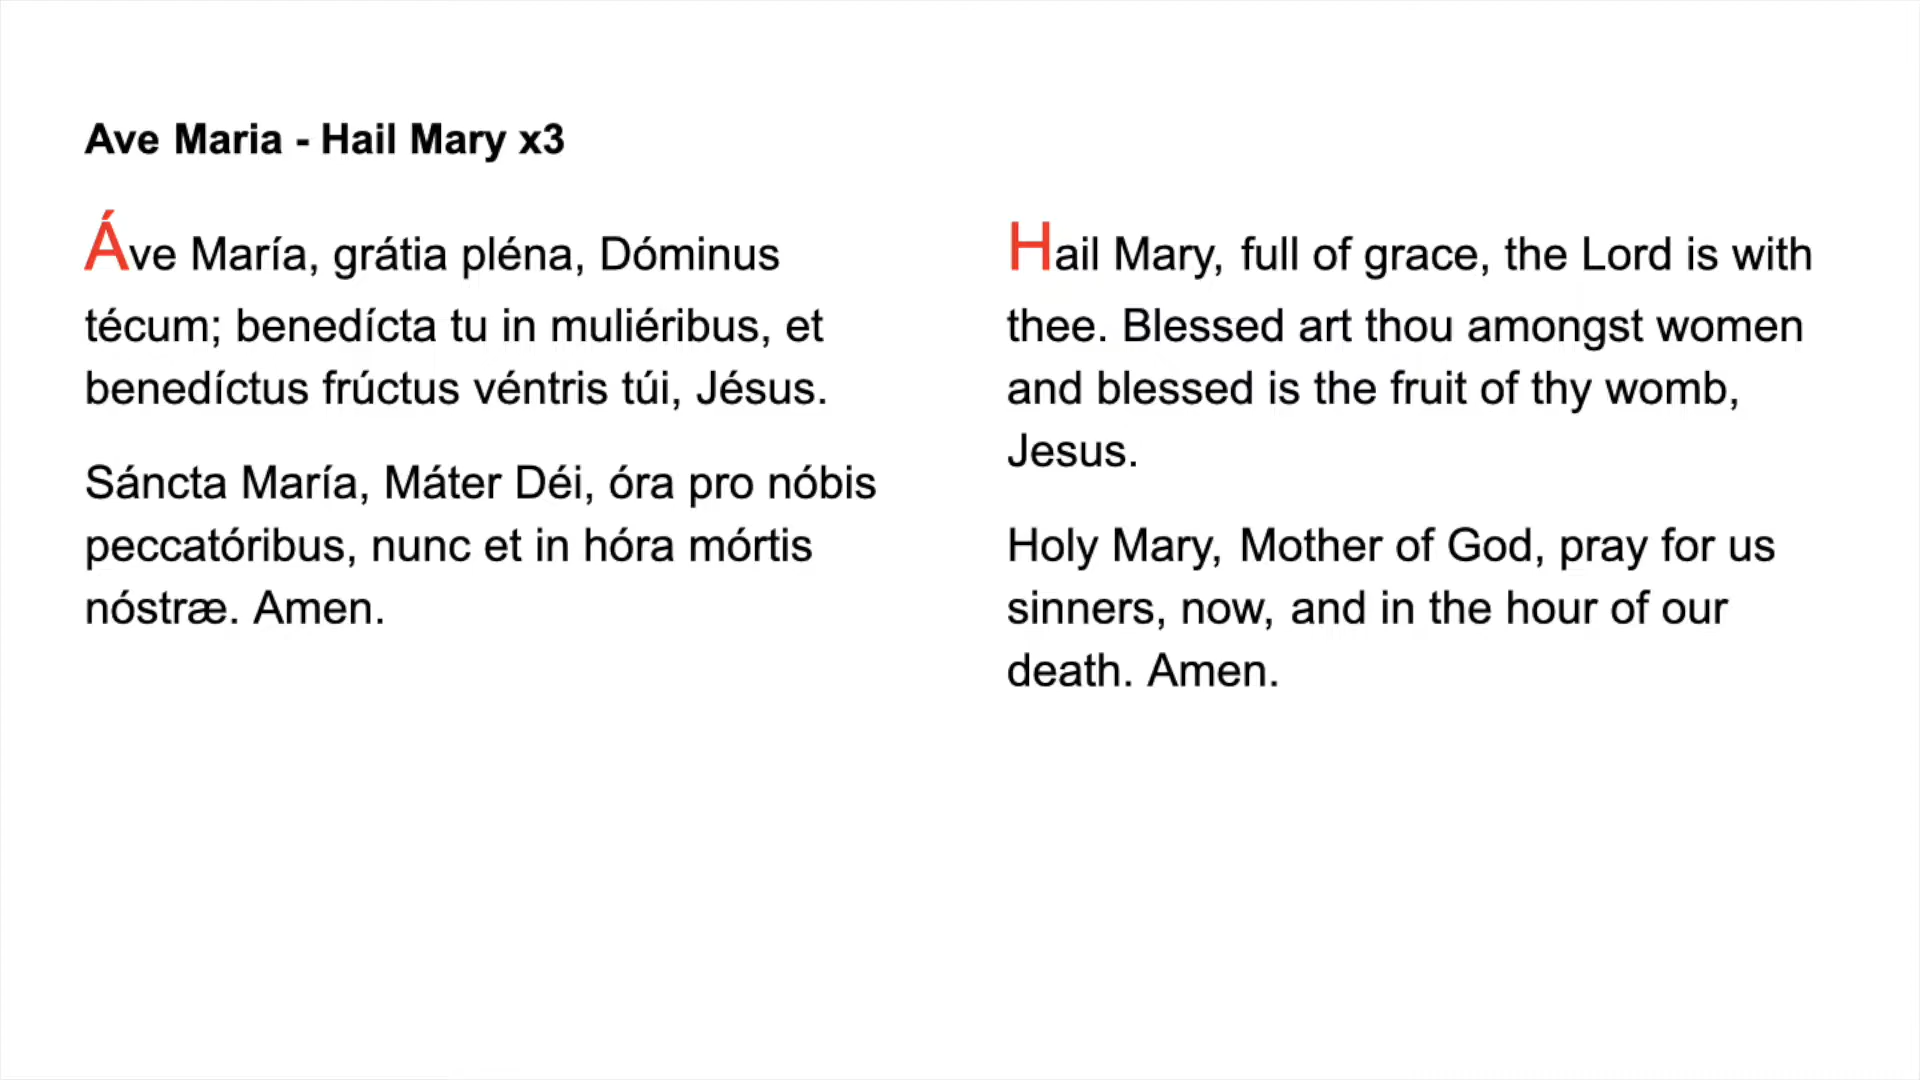 Ave Maria - Hail Mary x3
Áve María, grátia pléna, Dóminus
técum; benedícta tu in muliéribus, et
benedíctus frúctus véntris túi, Jésus.
Sáncta María, Máter Déi, óra pro nóbis
peccatóribus, nunc et in hóra mórtis
nóstræ. Amen.
Hail Mary, full of grace, the Lord is with
thee. Blessed art thou amongst women
and blessed is the fruit of thy womb,
Jesus.
Holy Mary, Mother of God, pray for us
sinners, now, and in the hour of our
death. Amen.